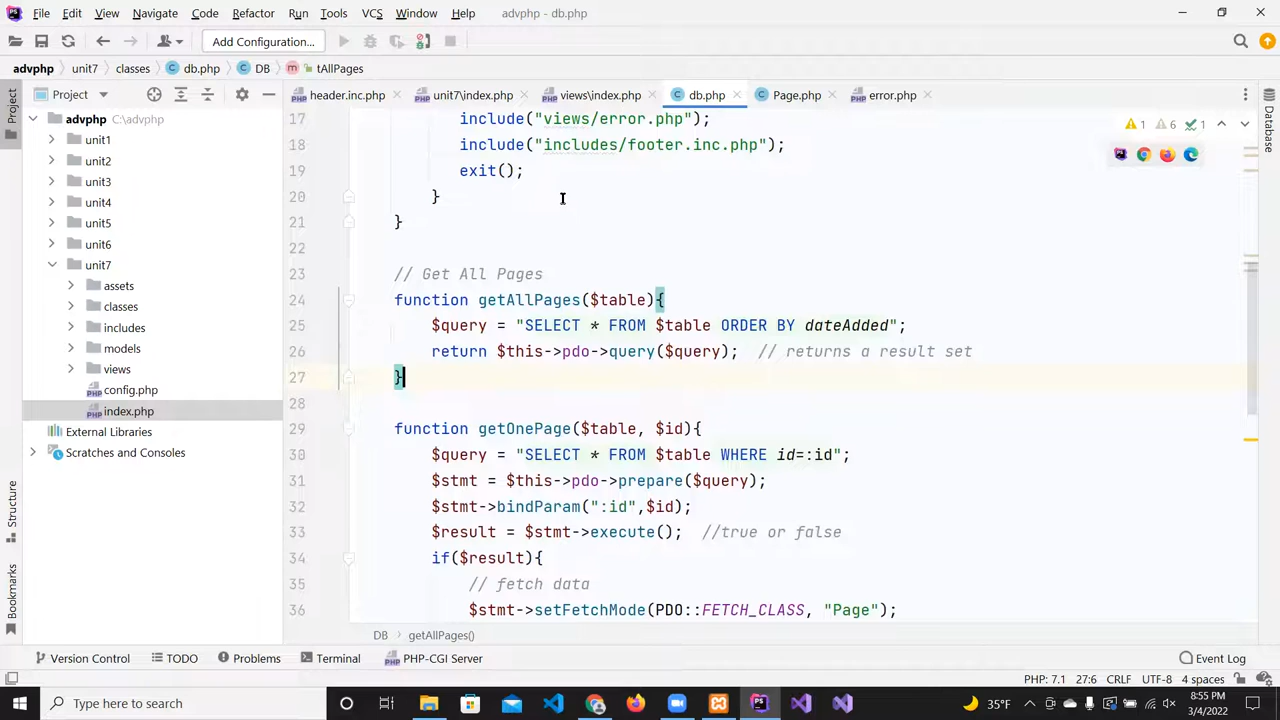 PS File Edit View Navigate Code Refactor Run Tools VCS Window Help advphp - db.php
Add Configuration...
advphp unit7 classes db.php DB m tAllPages
Project
Project
header.inc.php unit7\index.php views\index.php db.php Page.php error.php
Database
advphp C:\advphp
unit1
unit2
unit3
unit4
unit5
unit6
unit7
assets
classes
includes
models
views
config.php
index.php
External Libraries
Scratches and Consoles
Structure
Bookmarks
1 6 1
17 include("views/error.php");
18 include("includes/footer.inc.php");
19 exit();
20 }
21 }
22
23 // Get All Pages
24 function getAllPages($table){
25 $query = "SELECT * FROM $table ORDER BY dateAdded";
26 return $this->pdo->query($query); // returns a result set
27 }
28
29 function getOnePage($table, $id){
30 $query = "SELECT * FROM $table WHERE id=:id";
31 $stmt = $this->pdo->prepare($query);
32 $stmt->bindParam(":id",$id);
33 $result = $stmt->execute(); //true or false
34 if($result){
35 // fetch data
36 $stmt->setFetchMode(PDO::FETCH_CLASS, "Page");
DB getAllPages()
Version Control TODO Problems Terminal PHP-CGI Server Event Log
PHP: 7.1 27:6 CRLF UTF-8 4 spaces
Type here to search
35°F
8:55 PM
3/4/2022